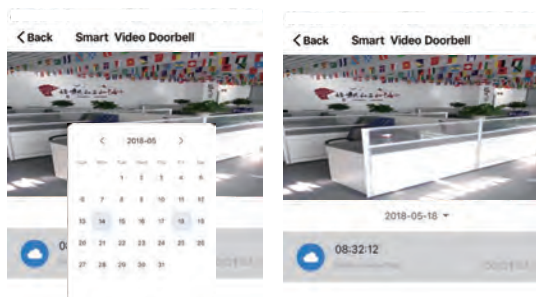 Back Smart Video Doorbell
2018-05
Sun Mon Tue Wed Thu Fri Sat
1 2 3 4 5
6 7 8 9 10 11 12
13 14 15 16 17 18 19
20 21 22 23 24 25 26
27 28 29 30 31
Back Smart Video Doorbell
2018-05-18
08:32:12